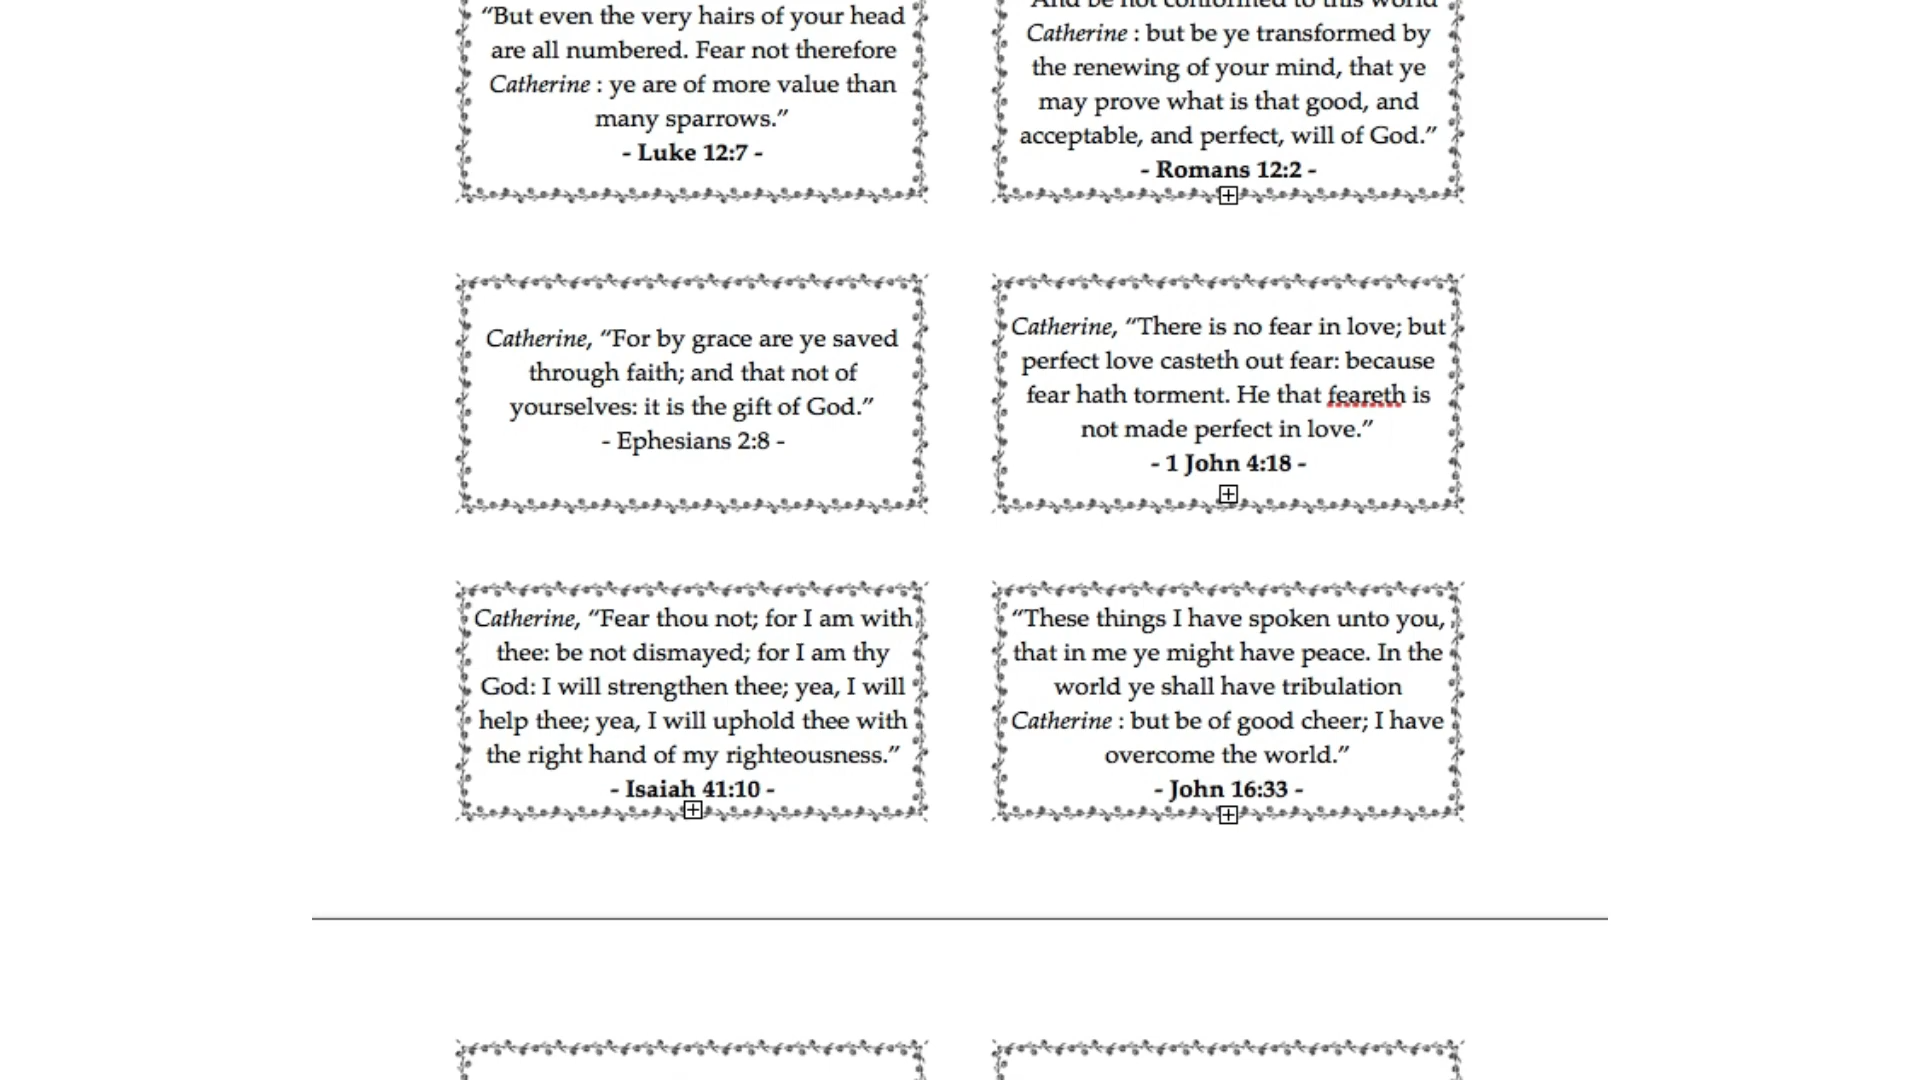 “But even the very hairs of your head
are all numbered. Fear not therefore
Catherine : ye are of more value than
many sparrows.”
- Luke 12:7 -
And be not conformed to this world
Catherine : but be ye transformed by
the renewing of your mind, that ye
may prove what is that good, and
acceptable, and perfect, will of God.”
- Romans 12:2 -
Catherine, “For by grace are ye saved
through faith; and that not of
yourselves: it is the gift of God.”
- Ephesians 2:8 -
Catherine, “There is no fear in love; but
perfect love casteth out fear: because
fear hath torment. He that feareth is
not made perfect in love.”
- 1 John 4:18 -
Catherine, “Fear thou not; for I am with
thee: be not dismayed; for I am thy
God: I will strengthen thee; yea, I will
help thee; yea, I will uphold thee with
the right hand of my righteousness.”
- Isaiah 41:10 -
“These things I have spoken unto you,
that in me ye might have peace. In the
world ye shall have tribulation
Catherine : but be of good cheer; I have
overcome the world.”
- John 16:33 -